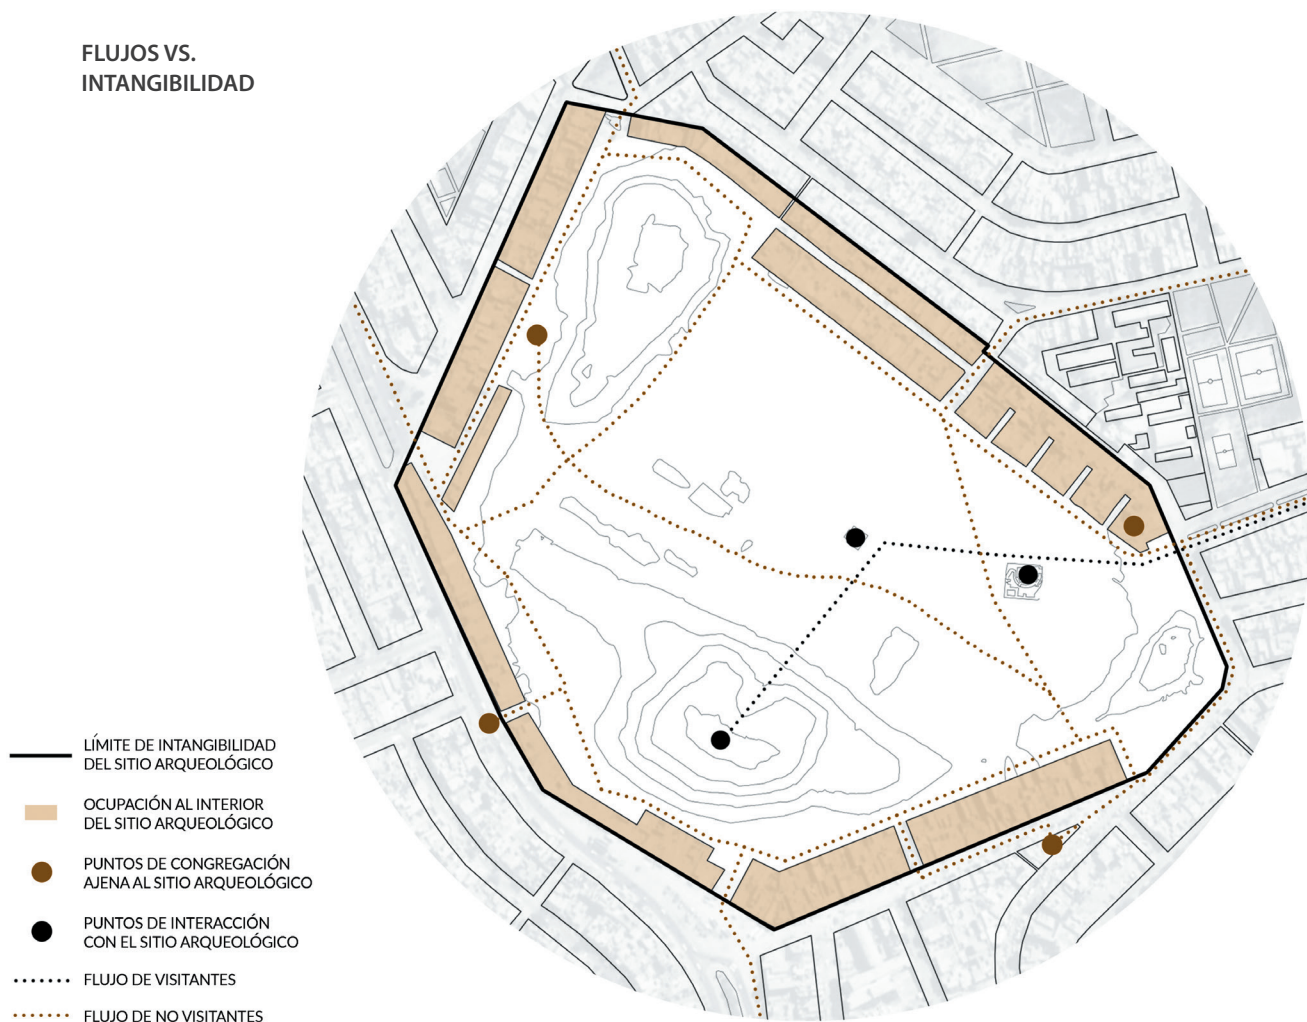 FLUJOS VS.
INTANGIBILIDAD
LÍMITE DE INTANGIBILIDAD
DEL SITIO ARQUEOLÓGICO
OCUPACIÓN AL INTERIOR
DEL SITIO ARQUEOLÓGICO
PUNTOS DE CONGREGACIÓN
AJENA AL SITIO ARQUEOLÓGICO
PUNTOS DE INTERACCIÓN
CON EL SITIO ARQUEOLÓGICO
FLUJO DE VISITANTES
FLUJO DE NO VISITANTES